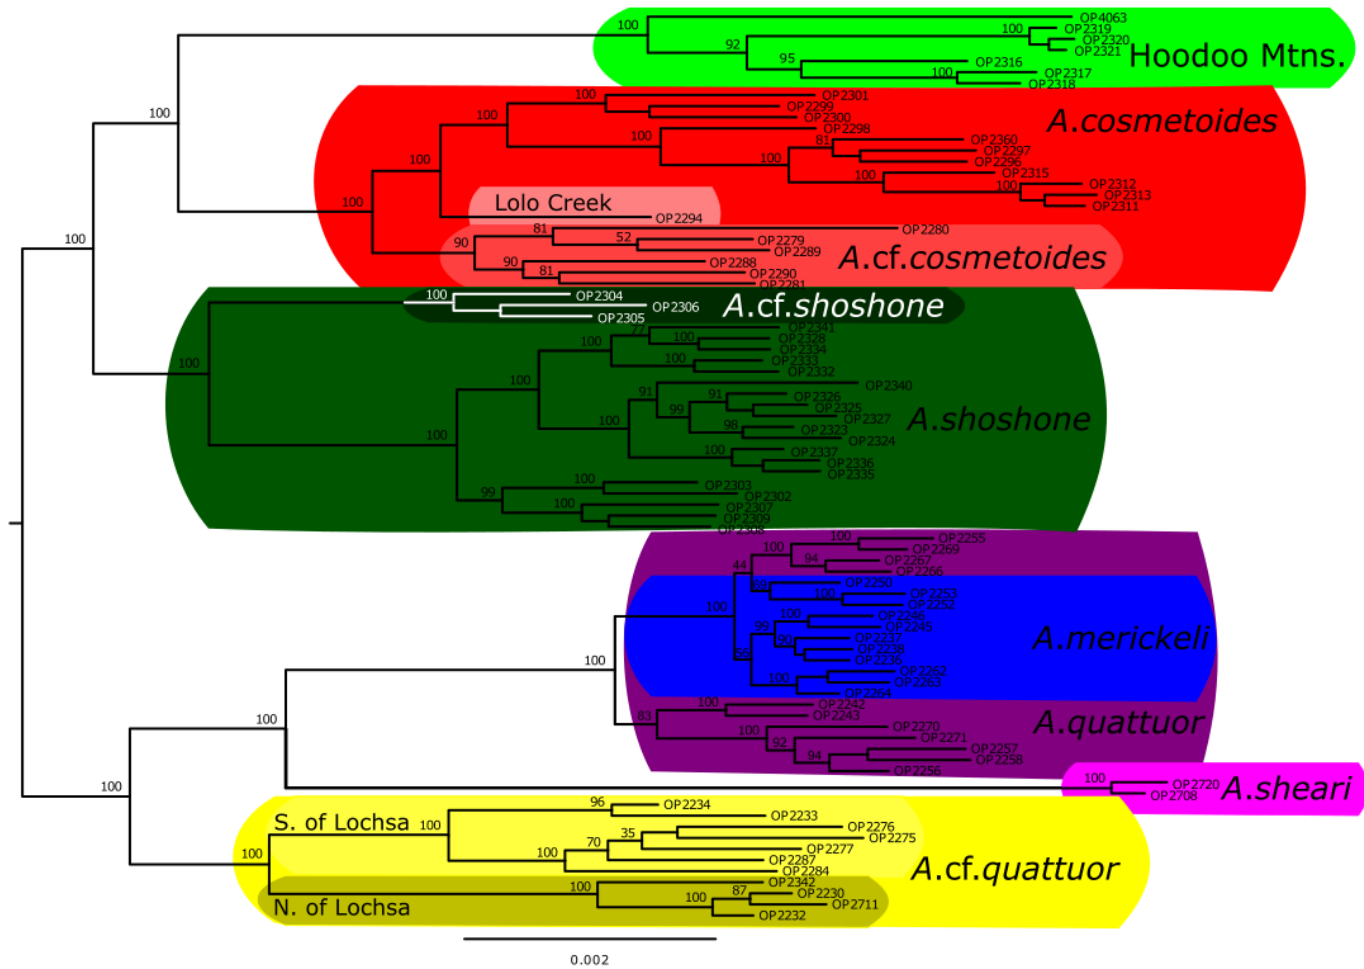 OP4063
100
OP2319
100
OP2320
92
OP2321
Hoodoo Mtns.
95
OP2316
100
OP2317
OP2318
100
OP2301
OP2299
100
OP2300
A.cosmetoides
100
OP2298
100
81
OP2360
OP2297
100
OP2296
100
100
OP2315
100
OP2312
OP2313
OP2311
100
Lolo Creek
OP2294
81
OP2280
90
52
OP2279
OP2289
A.cf.cosmetoides
100
90
OP2288
81
OP2290
OP2281
100
OP2304
OP2306
A.cf.shoshone
OP2305
77
OP2341
100
100
OP2328
OP2334
100
OP2333
OP2332
100
100
OP2340
91
91
OP2326
99
OP2325
OP2327
A.shoshone
100
98
OP2323
OP2324
100
100
OP2337
OP2336
OP2335
99
100
OP2303
OP2302
100
OP2307
OP2309
OP2308
100
OP2255
100
OP2269
94
OP2267
44
OP2266
69
OP2250
100
OP2253
OP2252
100
100
OP2246
99
OP2245
90
OP2237
A.merickeli
56
OP2238
OP2236
100
100
OP2262
OP2263
OP2264
100
OP2242
83
OP2243
A.quattuor
100
100
OP2270
92
OP2271
94
OP2257
OP2258
OP2256
100
100
OP2720
OP2708
A.sheari
96
OP2234
S. of Lochsa
100
OP2233
35
OP2276
70
OP2275
100
OP2277
100
OP2287
OP2284
A.cf.quattuor
100
OP2342
87
OP2230
N. of Lochsa
100
OP2711
OP2232
0.002